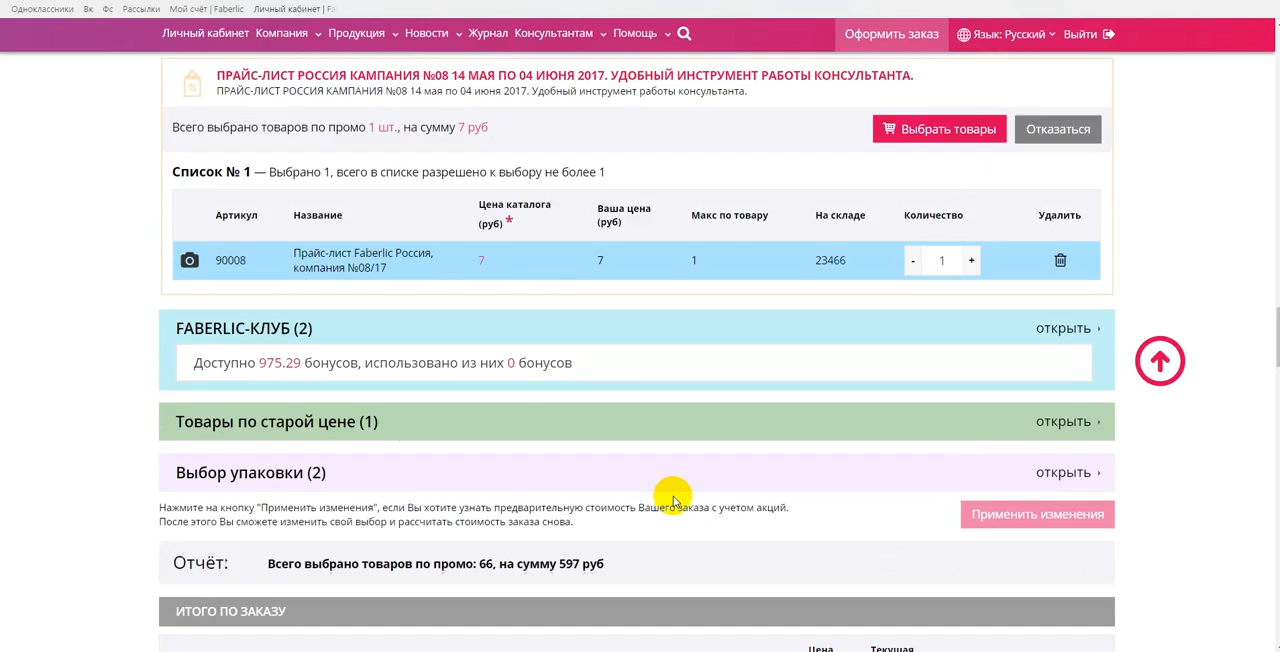 Одноклассники Вк Фс Рассылки Мой счёт | Faberlic Личный кабинет | Fa
Личный кабинет Компания Продукция Новости Журнал Консультантам Помощь Оформить заказ Язык: Русский Выйти
ПРАЙС-ЛИСТ РОССИЯ КАМПАНИЯ №08 14 МАЯ ПО 04 ИЮНЯ 2017. УДОБНЫЙ ИНСТРУМЕНТ РАБОТЫ КОНСУЛЬТАНТА.
ПРАЙС-ЛИСТ РОССИЯ КАМПАНИЯ №08 14 мая по 04 июня 2017. Удобный инструмент работы консультанта.
Всего выбрано товаров по промо 1 шт., на сумму 7 руб Выбрать товары Отказаться
Список № 1 — Выбрано 1, всего в списке разрешено к выбору не более 1
Артикул Название Цена каталога (руб) * Ваша цена (руб) Макс по товару На складе Количество Удалить
90008 Прайс-лист Faberlic Россия, компания №08/17 7 7 1 23466 - 1 +
FABERLIC-КЛУБ (2) открыть
Доступно 975.29 бонусов, использовано из них 0 бонусов
Товары по старой цене (1) открыть
Выбор упаковки (2) открыть
Нажмите на кнопку "Применить изменения", если Вы хотите узнать предварительную стоимость Вашего заказа с учетом акций.
После этого Вы сможете изменить свой выбор и рассчитать стоимость заказа снова.
Применить изменения
Отчёт: Всего выбрано товаров по промо: 66, на сумму 597 руб
ИТОГО ПО ЗАКАЗУ
Цена Текущая